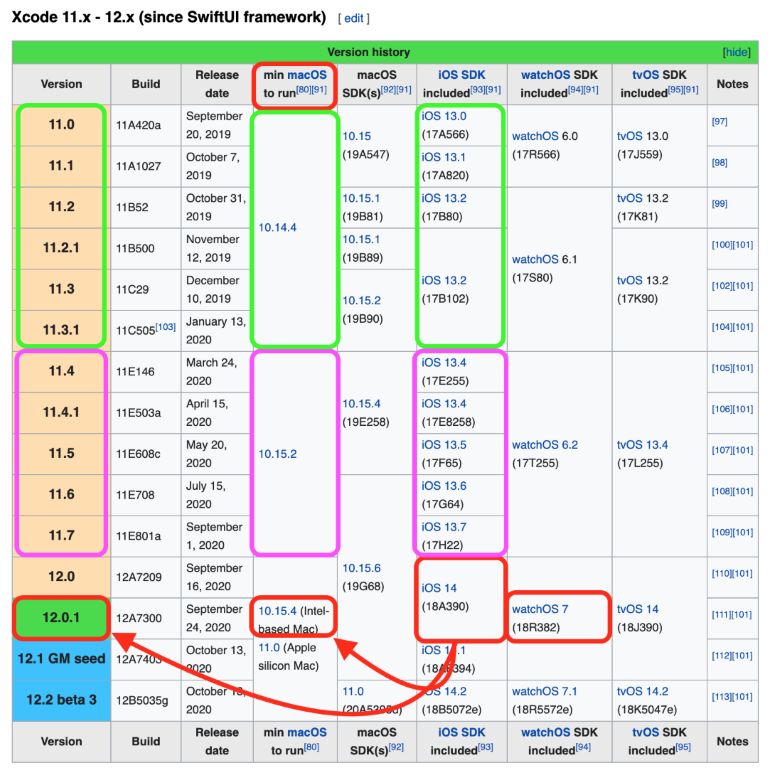 Xcode 11.x - 12.x (since SwiftUI framework) [ edit ]
Version history [hide]
Version Build Release date min macOS to run[80][91] macOS SDK(s)[92][91] iOS SDK included[93][91] watchOS SDK included[94][91] tvOS SDK included[95][91] Notes
11.0 11A420a September 20, 2019 10.14.4 10.15 (19A547) iOS 13.0 (17A566) watchOS 6.0 (17R566) tvOS 13.0 (17J559) [97]
11.1 11A1027 October 7, 2019 iOS 13.1 (17A820) [98]
11.2 11B52 October 31, 2019 10.15.1 (19B81) iOS 13.2 (17B80) watchOS 6.1 (17S80) tvOS 13.2 (17K81) [99]
11.2.1 11B500 November 12, 2019 10.15.1 (19B89) iOS 13.2 (17B102) tvOS 13.2 (17K90) [100][101]
11.3 11C29 December 10, 2019 10.15.2 (19B90) [102][101]
11.3.1 11C505[103] January 13, 2020 [104][101]
11.4 11E146 March 24, 2020 10.15.2 10.15.4 (19E258) iOS 13.4 (17E255) watchOS 6.2 (17T255) tvOS 13.4 (17L255) [105][101]
11.4.1 11E503a April 15, 2020 iOS 13.4 (17E8258) [106][101]
11.5 11E608c May 20, 2020 iOS 13.5 (17F65) [107][101]
11.6 11E708 July 15, 2020 10.15.6 (19G68) iOS 13.6 (17G64) [108][101]
11.7 11E801a September 1, 2020 iOS 13.7 (17H22) [109][101]
12.0 12A7209 September 16, 2020 10.15.4 (Intel-based Mac) 11.0 (Apple silicon Mac) iOS 14 (18A390) watchOS 7 (18R382) tvOS 14 (18J390) [110][101]
12.0.1 12A7300 September 24, 2020 [111][101]
12.1 GM seed October 13, 2020 [112][101]
12.2 beta 3 12B5035g October 13, 2020 11.0 iOS 14.2 (18B5072e) watchOS 7.1 (18R5572e) tvOS 14.2 (18K5047e) [113][101]
Version Build Release date min macOS to run[80] macOS SDK(s)[92] iOS SDK included[93] watchOS SDK included[94] tvOS SDK included[95] Notes